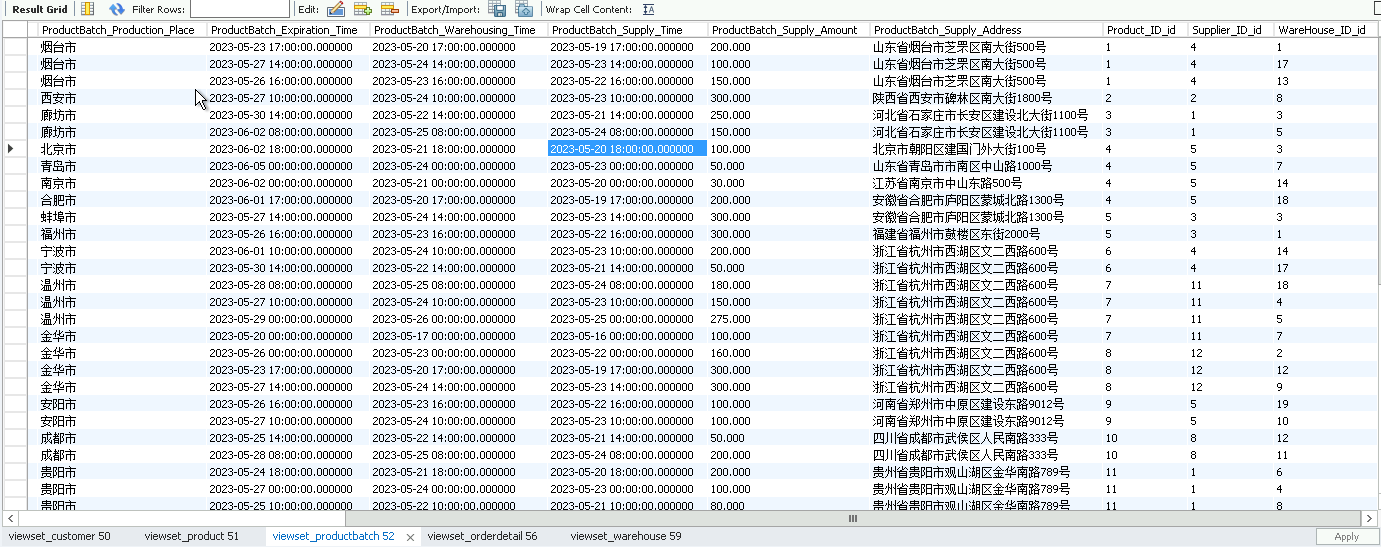 Result Grid Filter Rows: Edit: Export/Import: Wrap Cell Content:
ProductBatch_Production_Place ProductBatch_Expiration_Time ProductBatch_Warehousing_Time ProductBatch_Supply_Time ProductBatch_Supply_Amount ProductBatch_Supply_Address Product_ID_id Supplier_ID_id WareHouse_ID_id
烟台市 2023-05-23 17:00:00.000000 2023-05-20 17:00:00.000000 2023-05-19 17:00:00.000000 200.000 山东省烟台市芝罘区南大街500号 1 4 1
烟台市 2023-05-27 14:00:00.000000 2023-05-24 14:00:00.000000 2023-05-23 14:00:00.000000 100.000 山东省烟台市芝罘区南大街500号 1 4 17
烟台市 2023-05-26 16:00:00.000000 2023-05-23 16:00:00.000000 2023-05-22 16:00:00.000000 150.000 山东省烟台市芝罘区南大街500号 1 4 13
西安市 2023-05-27 10:00:00.000000 2023-05-24 10:00:00.000000 2023-05-23 10:00:00.000000 300.000 陕西省西安市碑林区南大街1800号 2 2 8
廊坊市 2023-05-30 14:00:00.000000 2023-05-22 14:00:00.000000 2023-05-21 14:00:00.000000 250.000 河北省石家庄市长安区建设北大街1100号 3 1 3
廊坊市 2023-06-02 08:00:00.000000 2023-05-25 08:00:00.000000 2023-05-24 08:00:00.000000 150.000 河北省石家庄市长安区建设北大街1100号 3 1 5
北京市 2023-06-02 18:00:00.000000 2023-05-21 18:00:00.000000 2023-05-20 18:00:00.000000 100.000 北京市朝阳区建国门外大街100号 4 5 3
青岛市 2023-06-05 00:00:00.000000 2023-05-24 00:00:00.000000 2023-05-23 00:00:00.000000 50.000 山东省青岛市市南区中山路1000号 4 5 7
南京市 2023-06-02 00:00:00.000000 2023-05-21 00:00:00.000000 2023-05-20 00:00:00.000000 30.000 江苏省南京市中山东路500号 4 5 14
合肥市 2023-06-01 17:00:00.000000 2023-05-20 17:00:00.000000 2023-05-19 17:00:00.000000 200.000 安徽省合肥市庐阳区蒙城北路1300号 4 5 18
蚌埠市 2023-05-27 14:00:00.000000 2023-05-24 14:00:00.000000 2023-05-23 14:00:00.000000 300.000 安徽省合肥市庐阳区蒙城北路1300号 5 3 3
福州市 2023-05-26 16:00:00.000000 2023-05-23 16:00:00.000000 2023-05-22 16:00:00.000000 300.000 福建省福州市鼓楼区东街2000号 5 3 1
宁波市 2023-06-01 10:00:00.000000 2023-05-24 10:00:00.000000 2023-05-23 10:00:00.000000 200.000 浙江省杭州市西湖区文二西路600号 6 4 14
宁波市 2023-05-30 14:00:00.000000 2023-05-22 14:00:00.000000 2023-05-21 14:00:00.000000 50.000 浙江省杭州市西湖区文二西路600号 6 4 17
温州市 2023-05-28 08:00:00.000000 2023-05-25 08:00:00.000000 2023-05-24 08:00:00.000000 180.000 浙江省杭州市西湖区文二西路600号 7 11 18
温州市 2023-05-27 10:00:00.000000 2023-05-24 10:00:00.000000 2023-05-23 10:00:00.000000 150.000 浙江省杭州市西湖区文二西路600号 7 11 4
温州市 2023-05-29 00:00:00.000000 2023-05-26 00:00:00.000000 2023-05-25 00:00:00.000000 275.000 浙江省杭州市西湖区文二西路600号 7 11 5
金华市 2023-05-20 00:00:00.000000 2023-05-17 00:00:00.000000 2023-05-16 00:00:00.000000 100.000 浙江省杭州市西湖区文二西路600号 7 11 7
金华市 2023-05-26 00:00:00.000000 2023-05-23 00:00:00.000000 2023-05-22 00:00:00.000000 160.000 浙江省杭州市西湖区文二西路600号 8 12 2
金华市 2023-05-23 17:00:00.000000 2023-05-20 17:00:00.000000 2023-05-19 17:00:00.000000 300.000 浙江省杭州市西湖区文二西路600号 8 12 12
金华市 2023-05-27 14:00:00.000000 2023-05-24 14:00:00.000000 2023-05-23 14:00:00.000000 300.000 浙江省杭州市西湖区文二西路600号 8 12 9
安阳市 2023-05-26 16:00:00.000000 2023-05-23 16:00:00.000000 2023-05-22 16:00:00.000000 100.000 河南省郑州市中原区建设东路9012号 9 5 19
安阳市 2023-05-27 10:00:00.000000 2023-05-24 10:00:00.000000 2023-05-23 10:00:00.000000 100.000 河南省郑州市中原区建设东路9012号 9 5 10
成都市 2023-05-25 14:00:00.000000 2023-05-22 14:00:00.000000 2023-05-21 14:00:00.000000 50.000 四川省成都市武侯区人民南路333号 10 8 12
成都市 2023-05-28 08:00:00.000000 2023-05-25 08:00:00.000000 2023-05-24 08:00:00.000000 200.000 四川省成都市武侯区人民南路333号 10 8 11
贵阳市 2023-05-24 18:00:00.000000 2023-05-21 18:00:00.000000 2023-05-20 18:00:00.000000 200.000 贵州省贵阳市观山湖区金华南路789号 11 1 6
贵阳市 2023-05-27 00:00:00.000000 2023-05-24 00:00:00.000000 2023-05-23 00:00:00.000000 100.000 贵州省贵阳市观山湖区金华南路789号 11 1 4
贵阳市 2023-05-25 10:00:00.000000 2023-05-22 10:00:00.000000 2023-05-21 10:00:00.000000 80.000 贵州省贵阳市观山湖区金华南路789号 11 1 8
viewset_customer 50 viewset_product 51 viewset_productbatch 52 viewset_orderdetail 56 viewset_warehouse 59 Apply